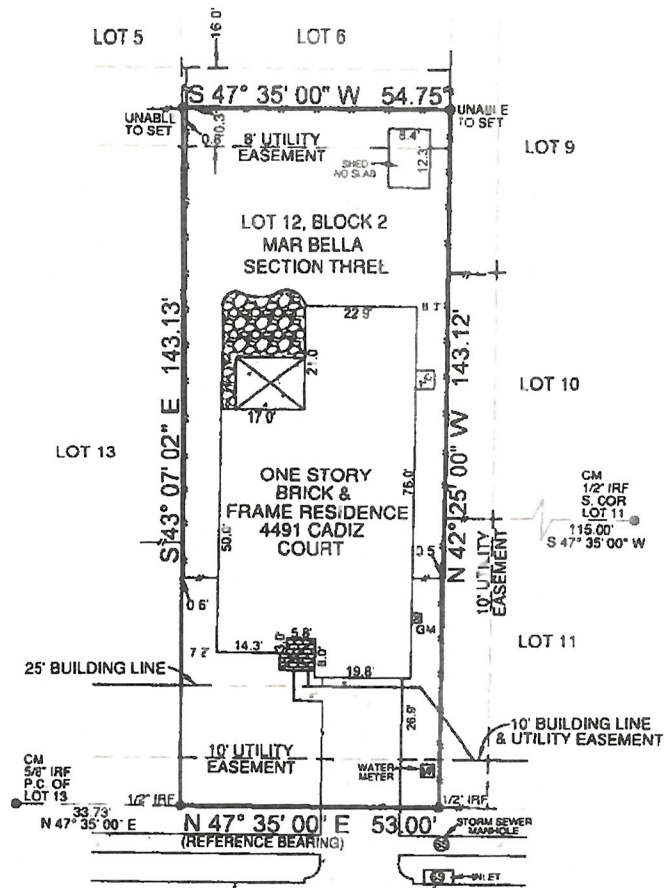 LOT 5
16.0'
LOT 6
S 47° 35' 00" W 54.75'
UNABLE
TO SET
UNABLE
TO SET
8' UTILITY
EASEMENT
8.4'
12.3'
SHED
NO SLAB
LOT 9
LOT 12, BLOCK 2
MAR BELLA
SECTION THREE
22.9'
8.3'
S 43° 07' 02" E 143.13'
N 42° 25' 00" W 143.12'
21.0'
17.0'
LOT 10
LOT 13
ONE STORY
BRICK &
FRAME RESIDENCE
4491 CADIZ
COURT
76.0'
50.0'
CM
1/2" IRF
S. COR
LOT 11
115.00'
S 47° 35' 00" W
0.5'
10' UTILITY
EASEMENT
0.6'
GM
5.8'
3.0'
8.0'
7.2'
14.3'
19.8'
LOT 11
25' BUILDING LINE
26.9'
10' BUILDING LINE
& UTILITY EASEMENT
10' UTILITY
EASEMENT
WATER
METER
CM
5/8" IRF
P.C. OF
LOT 13
33.73'
N 47° 35' 00" E
1/2" IRF
1/2" IRF
N 47° 35' 00" E 53.00'
(REFERENCE BEARING)
STORM SEWER
MANHOLE
INLET